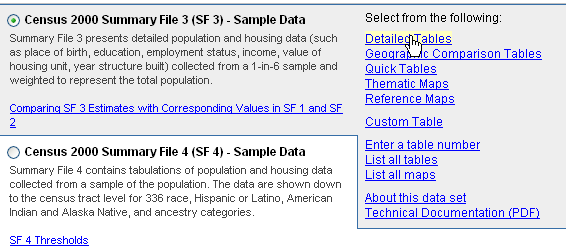 Census 2000 Summary File 3 (SF 3) - Sample Data
Summary File 3 presents detailed population and housing data (such
as place of birth, education, employment status, income, value of
housing unit, year structure built) collected from a 1-in-6 sample and
weighted to represent the total population.
Comparing SF 3 Estimates with Corresponding Values in SF 1 and SF
2
Census 2000 Summary File 4 (SF 4) - Sample Data
Summary File 4 contains tabulations of population and housing data
collected from a sample of the population. The data are shown down
to the census tract level for 336 race, Hispanic or Latino, American
Indian and Alaska Native, and ancestry categories.
SF 4 Thresholds
Select from the following:
Detailed Tables
Geographic Comparison Tables
Quick Tables
Thematic Maps
Reference Maps
Custom Table
Enter a table number
List all tables
List all maps
About this data set
Technical Documentation (PDF)